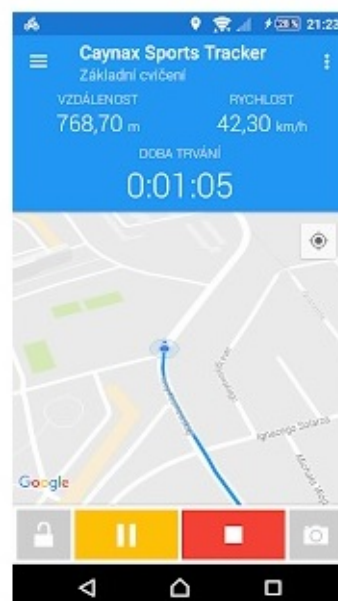 28% 21:23
Caynax Sports Tracker
Základní cvičení
VZDÁLENOST RYCHLOST
768,70 m 42,30 km/h
DOBA TRVÁNÍ
0:01:05
Google